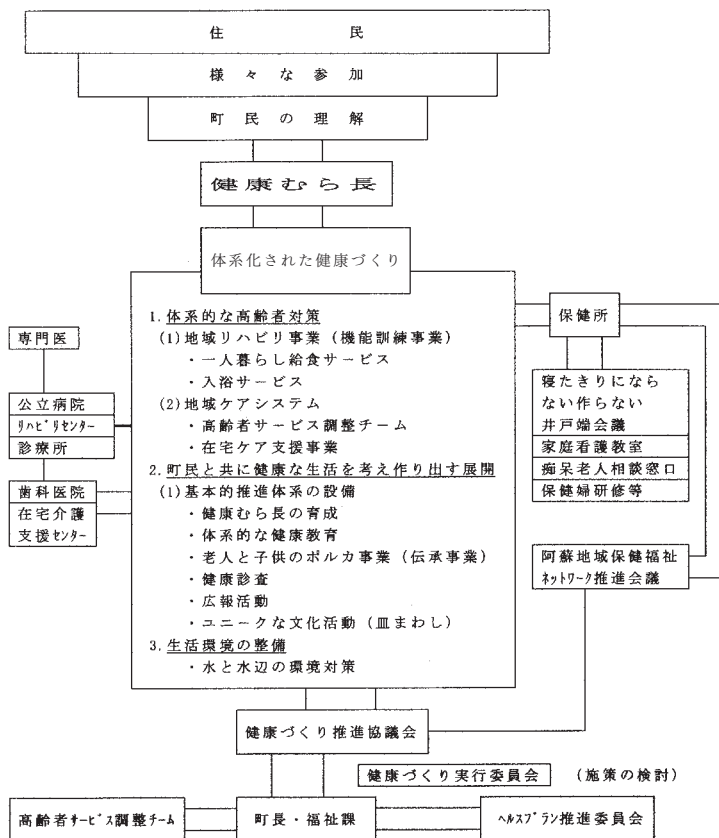 住民
様々な参加
町民の理解
健康むら長
体系化された健康づくり
1. 体系的な高齢者対策
(1)地域リハビリ事業（機能訓練事業）
・一人暮らし給食サービス
・入浴サービス
(2)地域ケアシステム
・高齢者サービス調整チーム
・在宅ケア支援事業
2. 町民と共に健康な生活を考え作り出す展開
(1)基本的推進体系の設備
・健康むら長の育成
・体系的な健康教育
・老人と子供のポルカ事業（伝承事業）
・健康診査
・広報活動
・ユニークな文化活動（皿まわし）
3. 生活環境の整備
・水と水辺の環境対策
専門医
公立病院
ﾘﾊﾋﾞﾘセンター
診療所
歯科医院
在宅介護
支援ｾﾝﾀｰ
保健所
寝たきりになら
ない作らない
井戸端会議
家庭看護教室
痴呆老人相談窓口
保健婦研修等
阿蘇地域保健福祉
ﾈｯﾄﾜｰｸ推進会議
健康づくり推進協議会
健康づくり実行委員会 （施策の検討）
高齢者ｻｰﾋﾞｽ調整ﾁｰﾑ
町長・福祉課
ﾍﾙｽﾌﾟﾗﾝ推進委員会